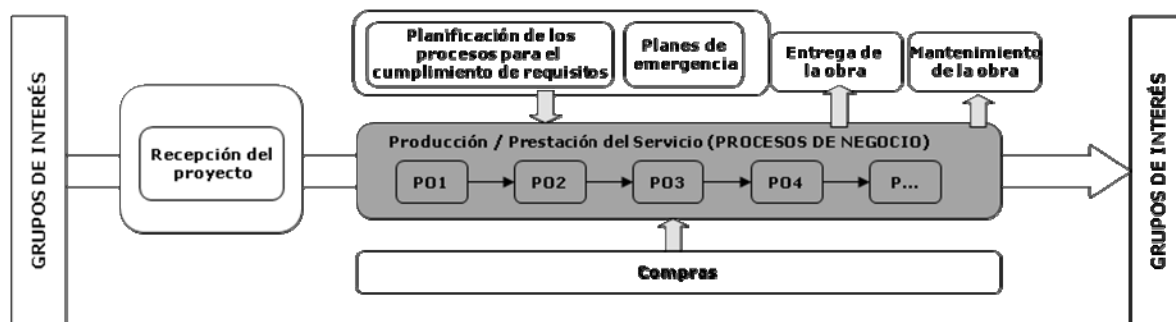 GRUPOS DE INTERÉS
Recepción del
proyecto
Planificación de los
procesos para el
cumplimiento de requisitos
Planes de
emergencia
Entrega de
la obra
Mantenimiento
de la obra
Producción / Prestación del Servicio (PROCESOS DE NEGOCIO)
PO1
PO2
PO3
PO4
P...
Compras
GRUPOS DE INTERÉS